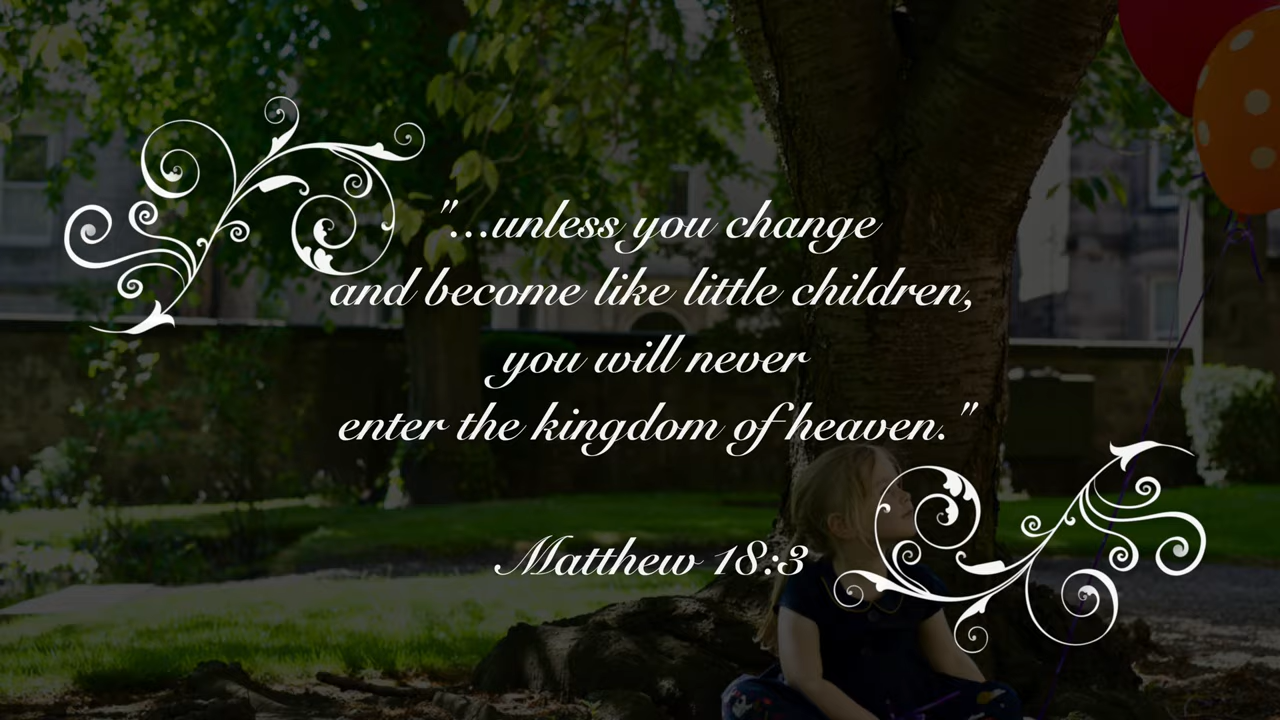 "...unless you change
and become like little children,
you will never
enter the kingdom of heaven."
Matthew 18:3